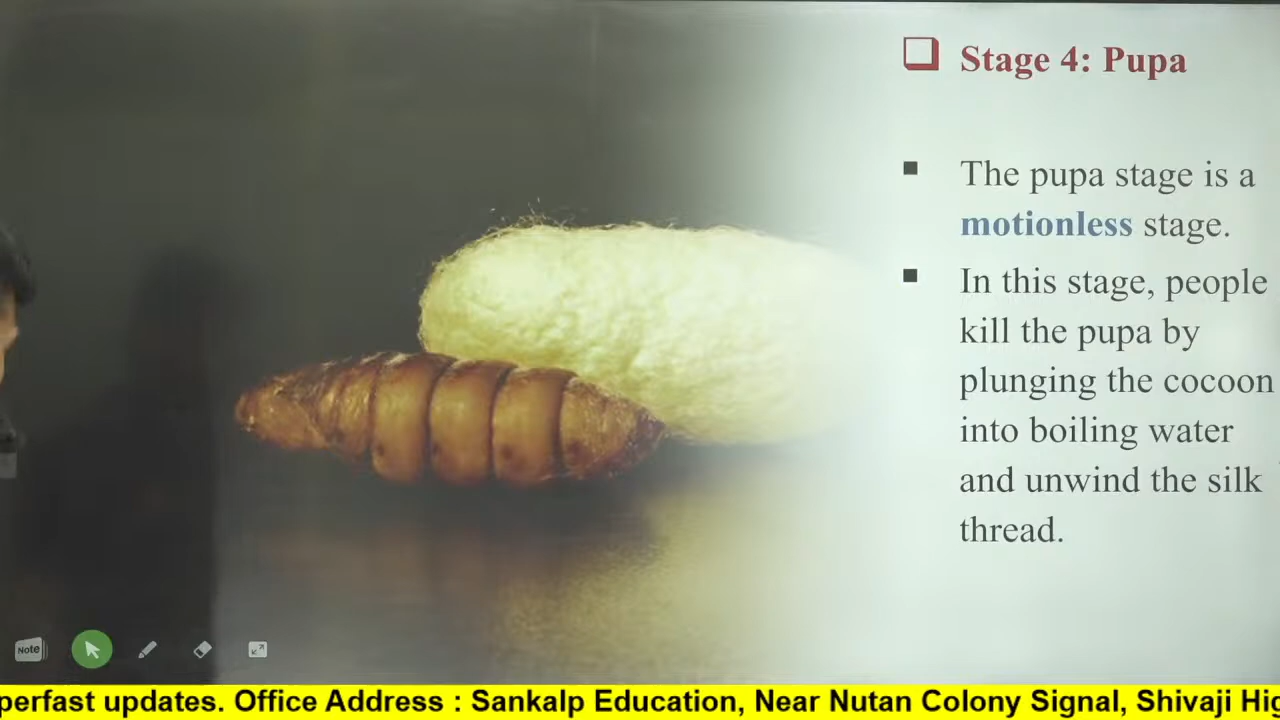 Stage 4: Pupa
The pupa stage is a
motionless stage.
In this stage, people
kill the pupa by
plunging the cocoon
into boiling water
and unwind the silk
thread.
Note
perfast updates. Office Address : Sankalp Education, Near Nutan Colony Signal, Shivaji Hig